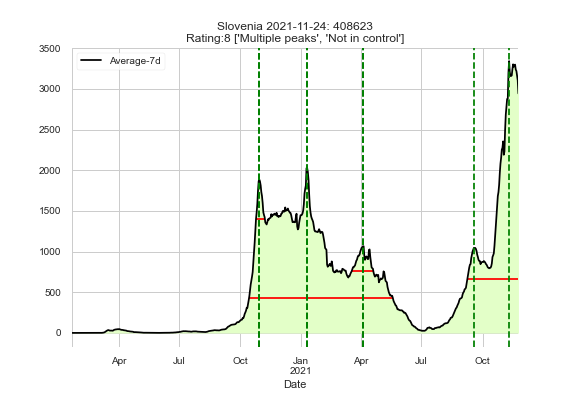 Slovenia 2021-11-24: 408623
Rating:8 ['Multiple peaks', 'Not in control']
3500
Average-7d
3000
2500
2000
1500
1000
500
0
Apr Jul Oct Jan Apr Jul Oct
2021
Date